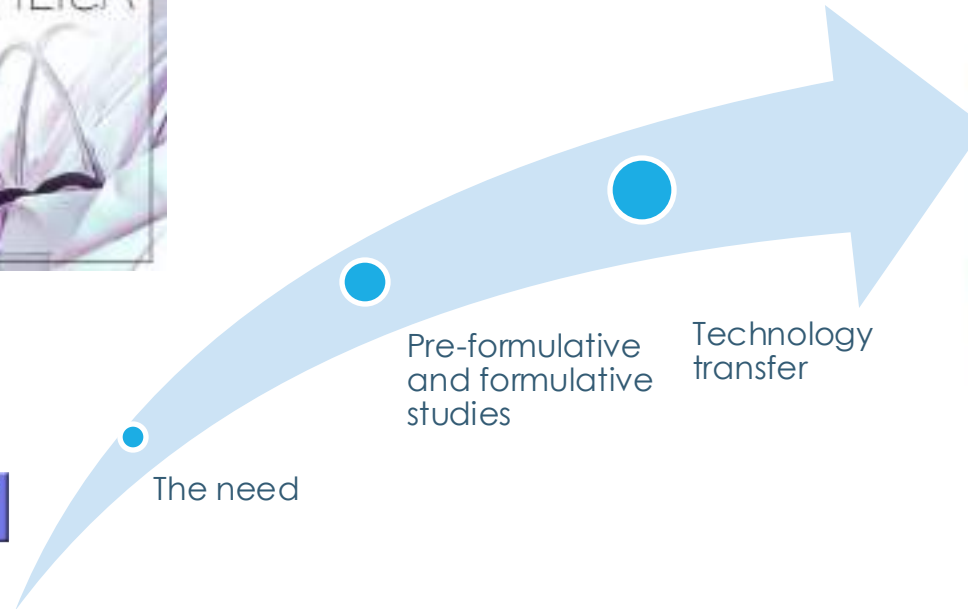 The need
Pre-formulative
and formulative
studies
Technology
transfer